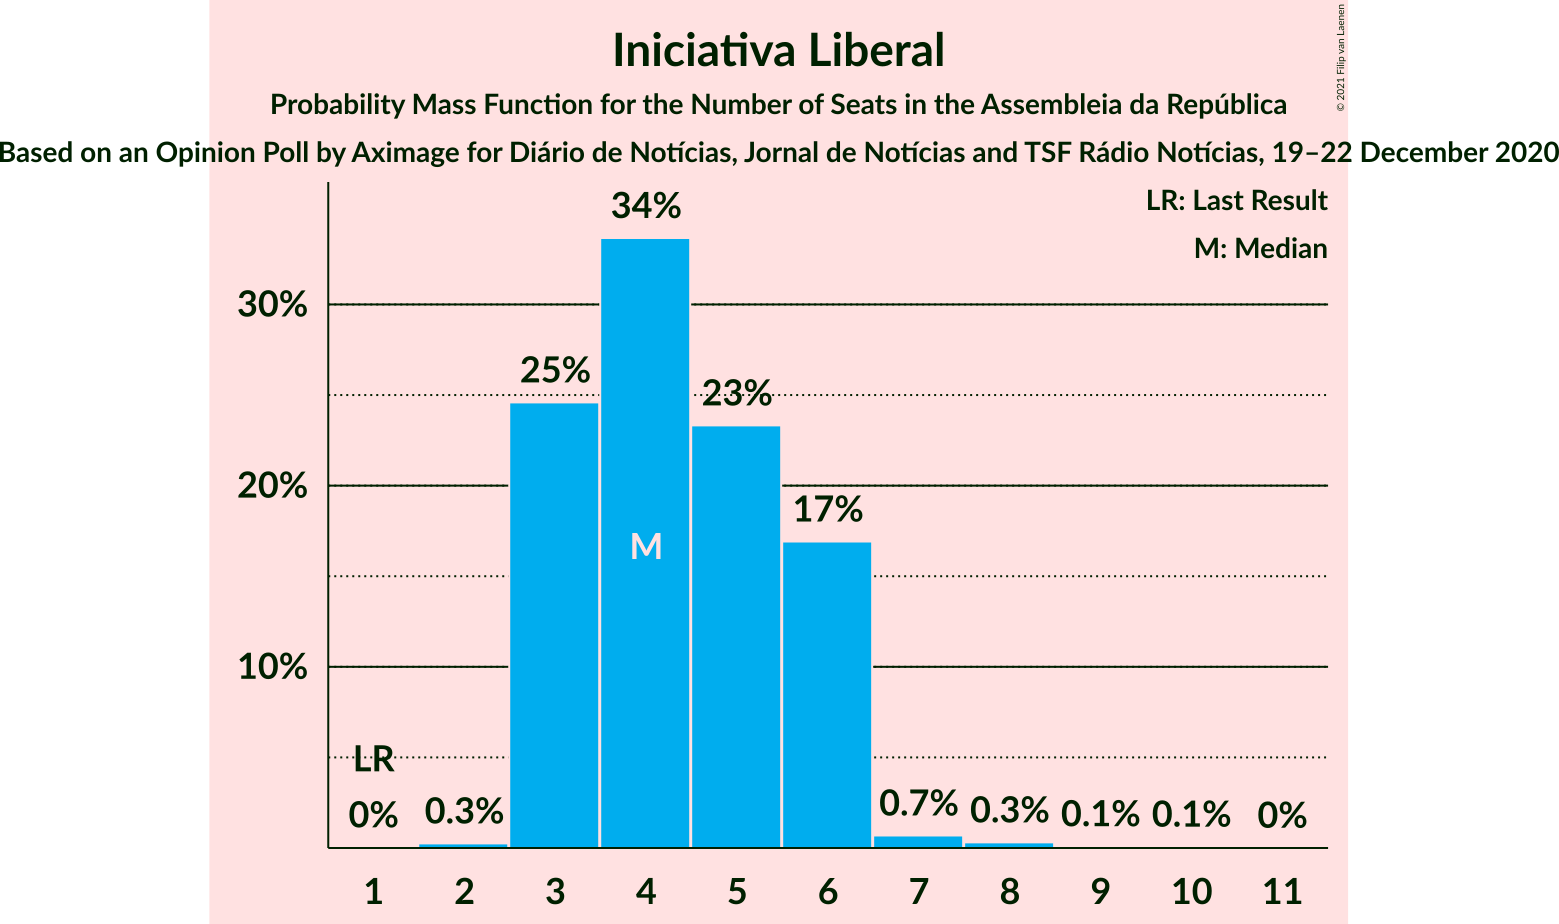 Iniciativa Liberal
Probability Mass Function for the Number of Seats in the Assembleia da República
Based on an Opinion Poll by Aximage for Diário de Notícias, Jornal de Notícias and TSF Rádio Notícias, 19–22 December 2020
© 2021 Filip van Laenen
LR: Last Result
M: Median
34%
30%
25%
23%
20%
17%
M
10%
LR
0%
0.3%
0.7%
0.3%
0.1%
0.1%
0%
1 2 3 4 5 6 7 8 9 10 11